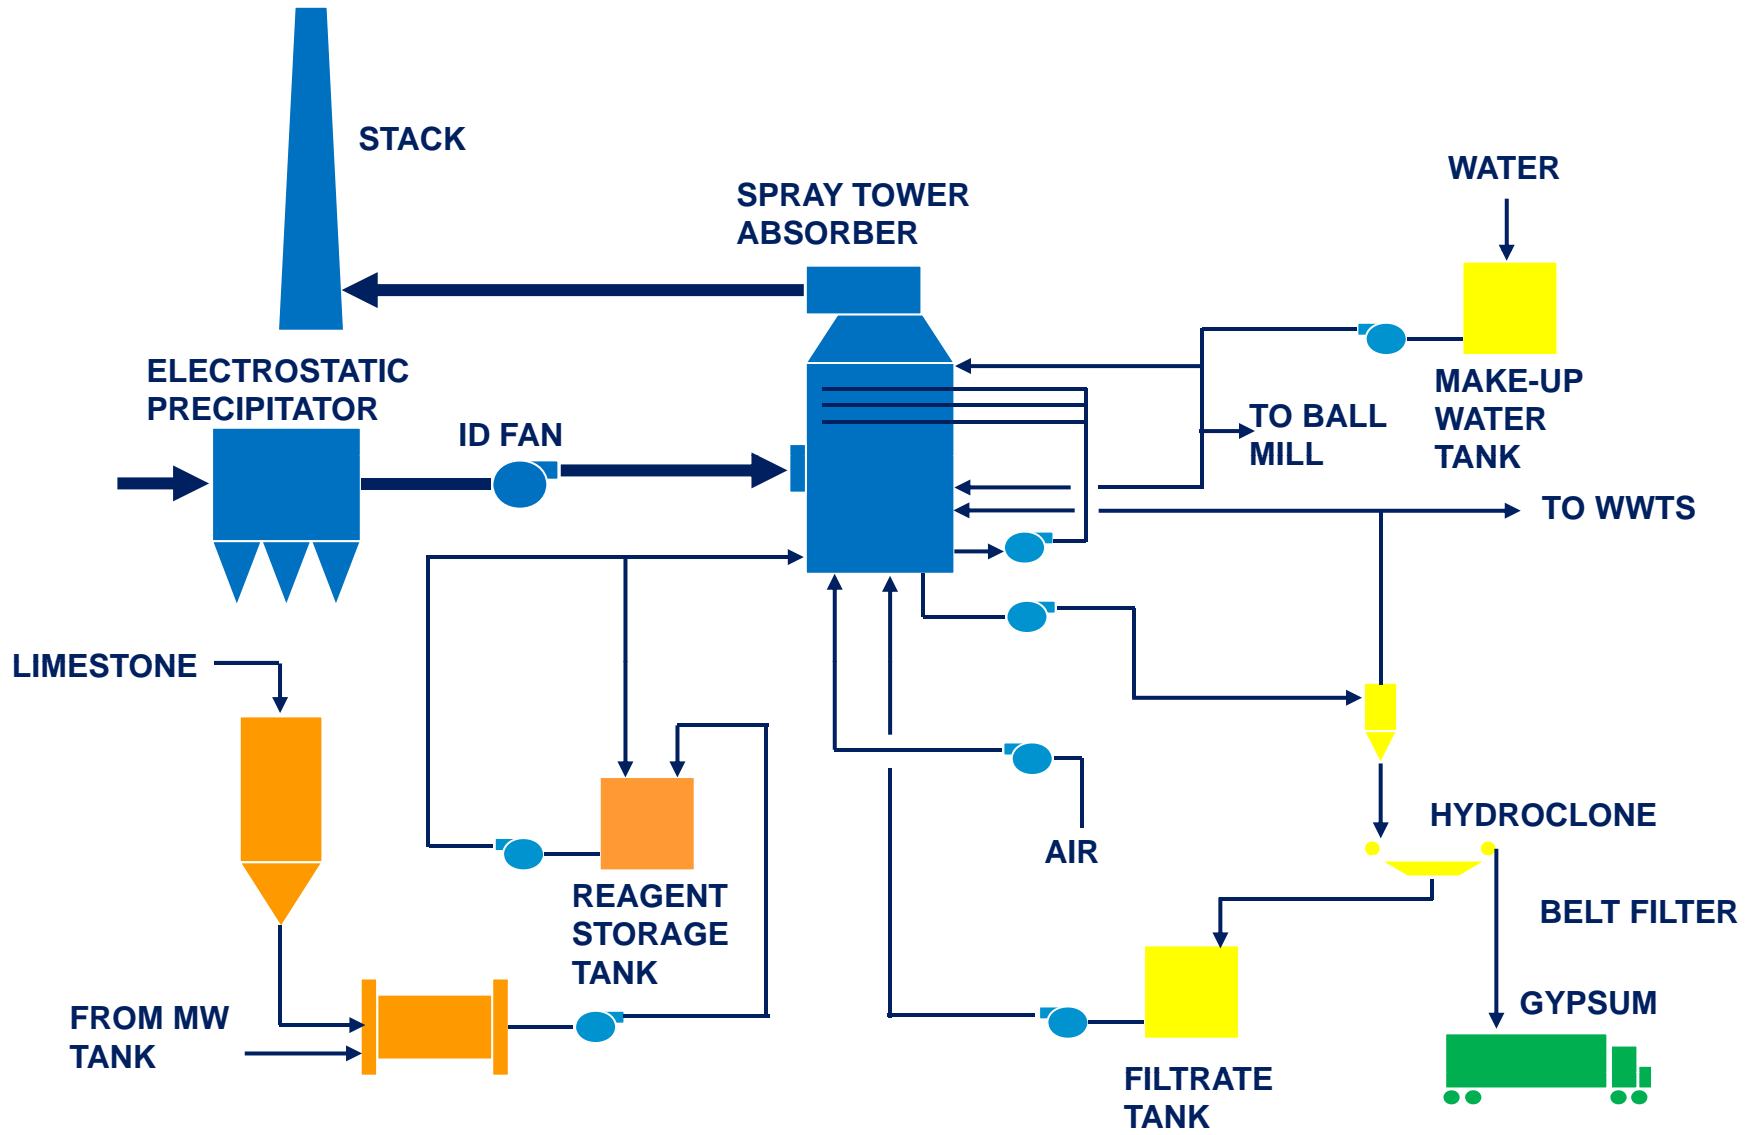 STACK
SPRAY TOWER
ABSORBER
WATER
ELECTROSTATIC
PRECIPITATOR
ID FAN
MAKE-UP
WATER
TANK
TO BALL
MILL
TO WWTS
LIMESTONE
HYDROCLONE
AIR
REAGENT
STORAGE
TANK
BELT FILTER
FROM MW
TANK
GYPSUM
FILTRATE
TANK